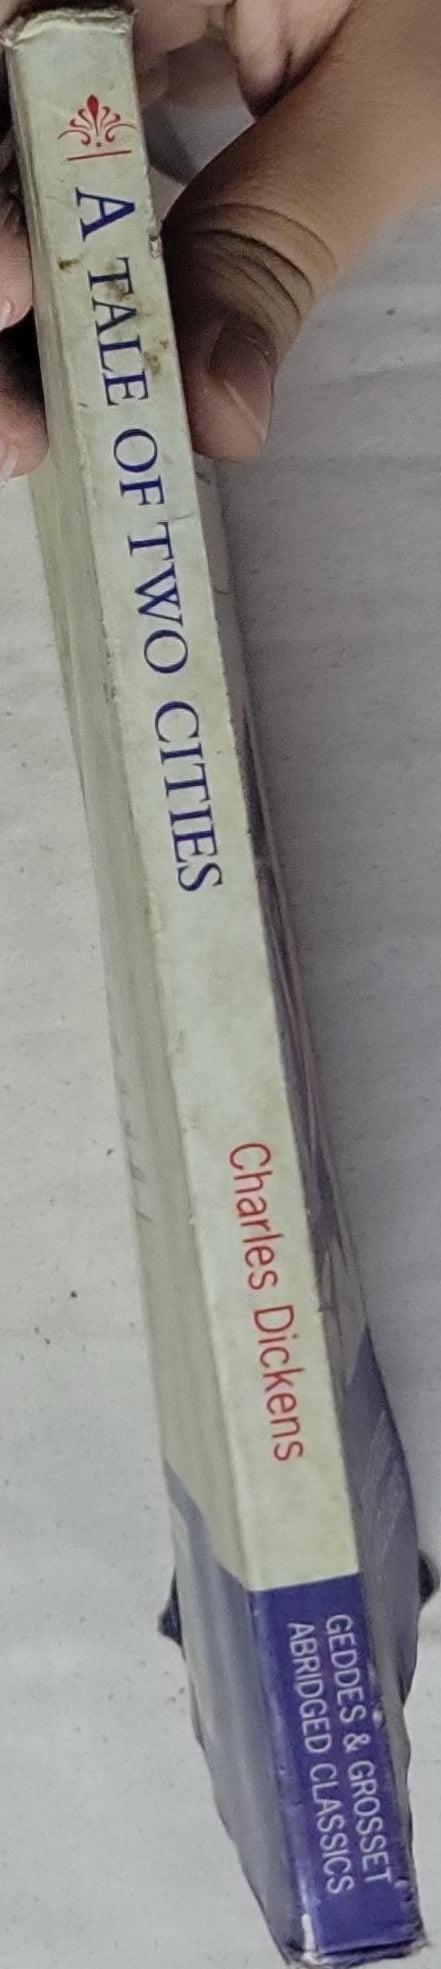 A TALE OF TWO CITIES
Charles Dickens
GEDDES & GROSSET
ABRIDGED CLASSICS